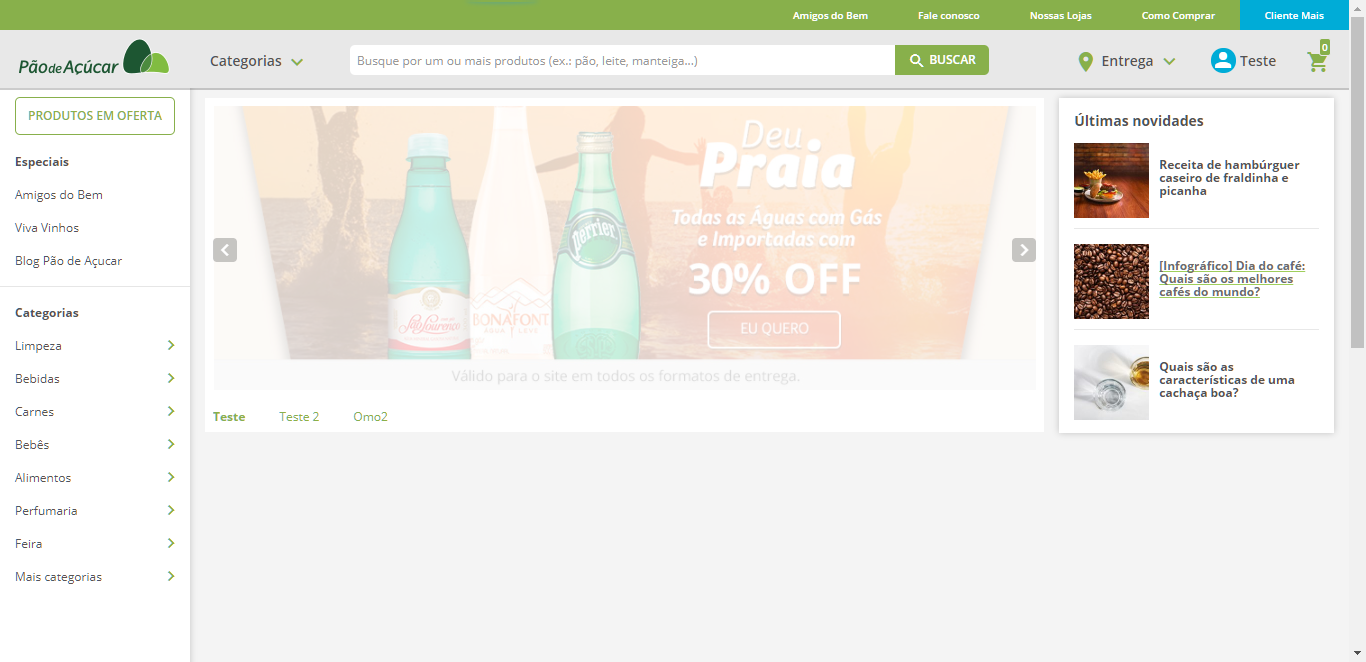 Amigos do Bem
Fale conosco
Nossas Lojas
Como Comprar
Cliente Mais
Pão de Açúcar
Categorias
Busque por um ou mais produtos (ex.: pão, leite, manteiga...)
BUSCAR
Entrega
Teste
0
PRODUTOS EM OFERTA
Especiais
Amigos do Bem
Viva Vinhos
Blog Pão de Açucar
Categorias
Limpeza
Bebidas
Carnes
Bebês
Alimentos
Perfumaria
Feira
Mais categorias
Deu
Praia
Todas as Águas com Gás
e Importadas com
30% OFF
EU QUERO
São Lourenço
BONAFONT
perrier
Válido para o site em todos os formatos de entrega.
Teste
Teste 2
Omo2
Últimas novidades
Receita de hambúrguer
caseiro de fraldinha e
picanha
[Infográfico] Dia do café:
Quais são os melhores
cafés do mundo?
Quais são as
características de uma
cachaça boa?